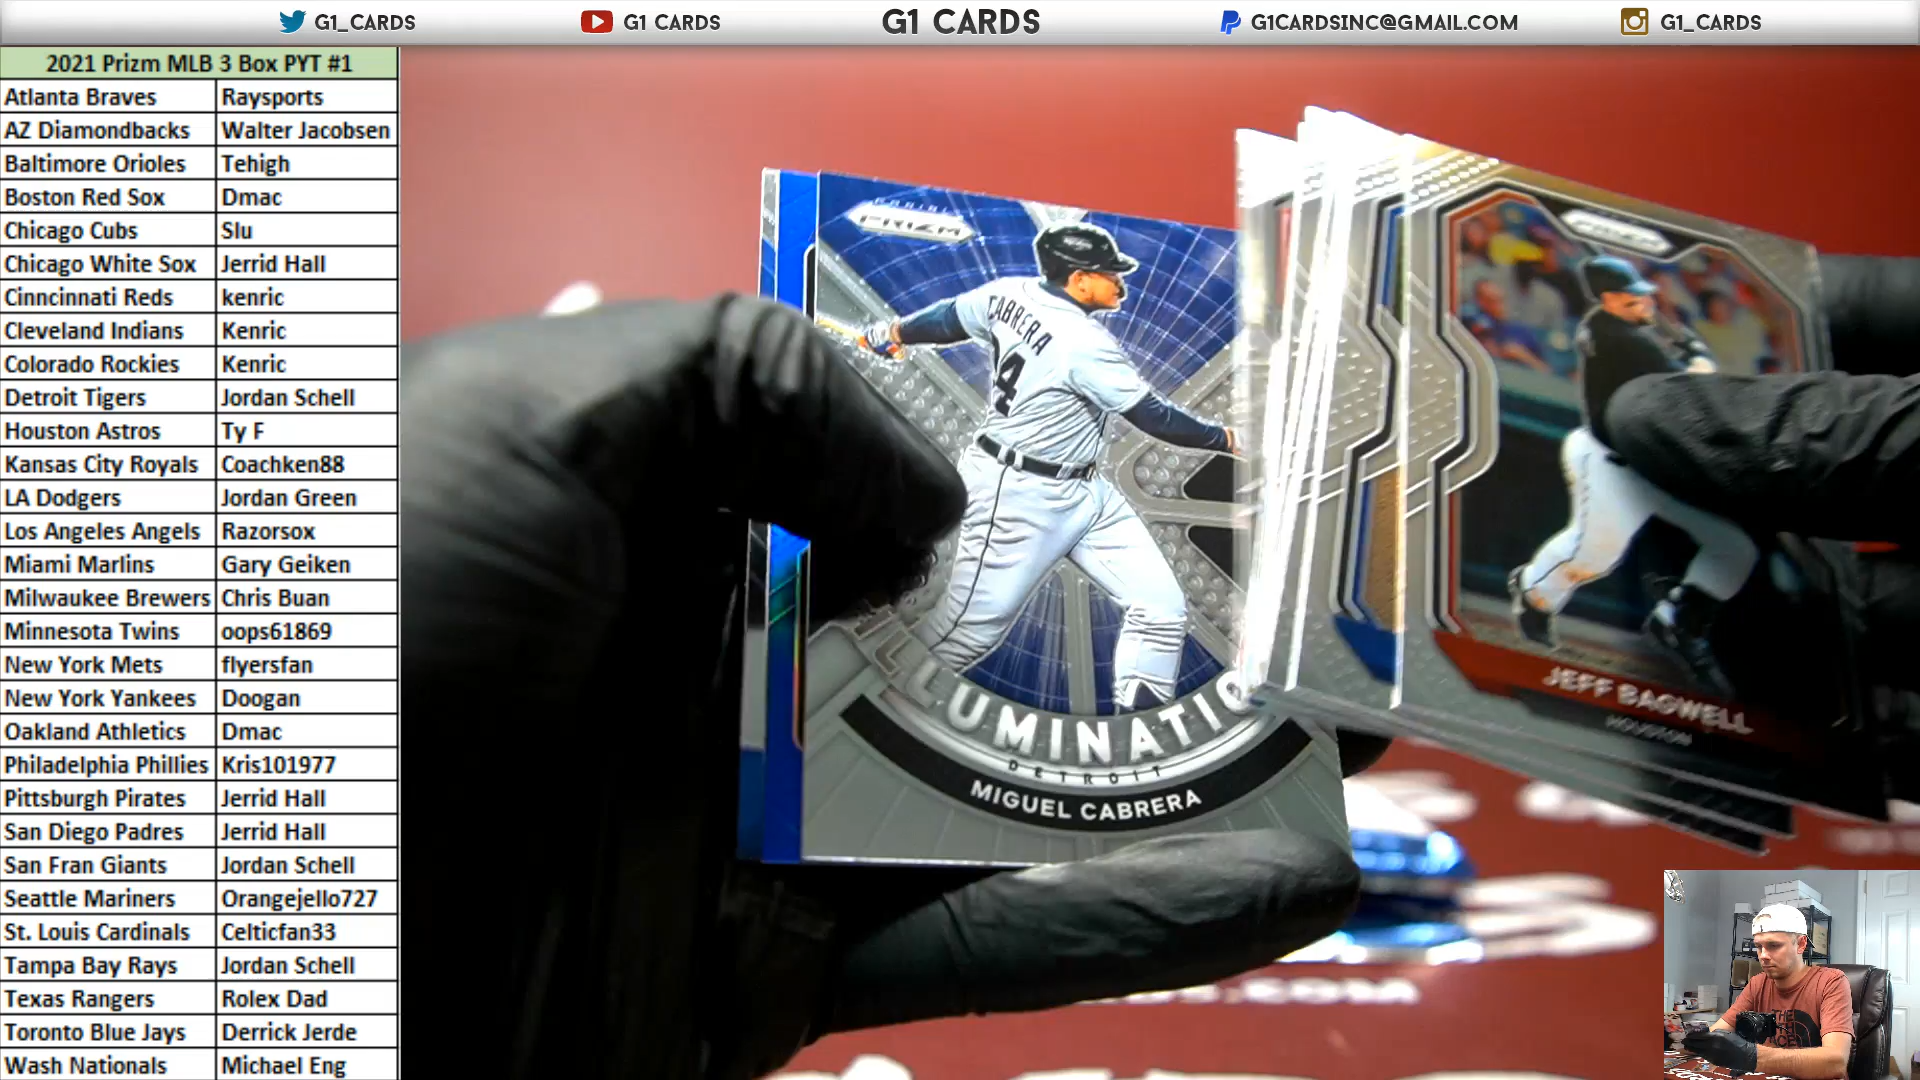 G1_CARDS G1 CARDS G1 CARDS G1CARDSINC@GMAIL.COM G1_CARDS
2021 Prizm MLB 3 Box PYT #1
Atlanta Braves Raysports
AZ Diamondbacks Walter Jacobsen
Baltimore Orioles Tehigh
Boston Red Sox Dmac
Chicago Cubs Slu
Chicago White Sox Jerrid Hall
Cinncinnati Reds kenric
Cleveland Indians Kenric
Colorado Rockies Kenric
Detroit Tigers Jordan Schell
Houston Astros Ty F
Kansas City Royals Coachken88
LA Dodgers Jordan Green
Los Angeles Angels Razorsox
Miami Marlins Gary Geiken
Milwaukee Brewers Chris Buan
Minnesota Twins oops61869
New York Mets flyersfan
New York Yankees Doogan
Oakland Athletics Dmac
Philadelphia Phillies Kris101977
Pittsburgh Pirates Jerrid Hall
San Diego Padres Jerrid Hall
San Fran Giants Jordan Schell
Seattle Mariners Orangejello727
St. Louis Cardinals Celticfan33
Tampa Bay Rays Jordan Schell
Texas Rangers Rolex Dad
Toronto Blue Jays Derrick Jerde
Wash Nationals Michael Eng
PANINI
PRIZM
CABRERA
24
LUMINATIO
DETROIT
MIGUEL CABRERA
JEFF BAGWELL
HOUSTON
THE